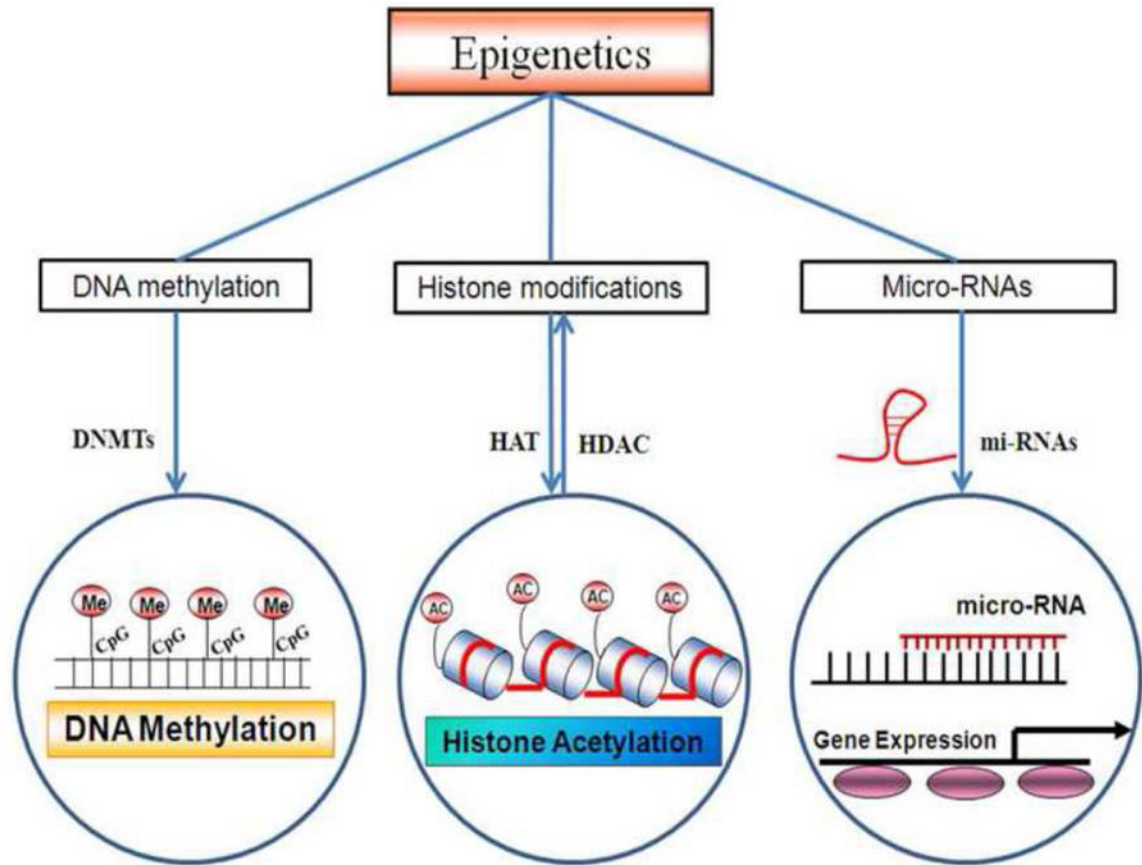 Epigenetics
DNA methylation
Histone modifications
Micro-RNAs
DNMTs
HAT
HDAC
mi-RNAs
Me
Me
Me
Me
CpG
CpG
CpG
CpG
DNA Methylation
AC
AC
AC
AC
Histone Acetylation
micro-RNA
Gene Expression